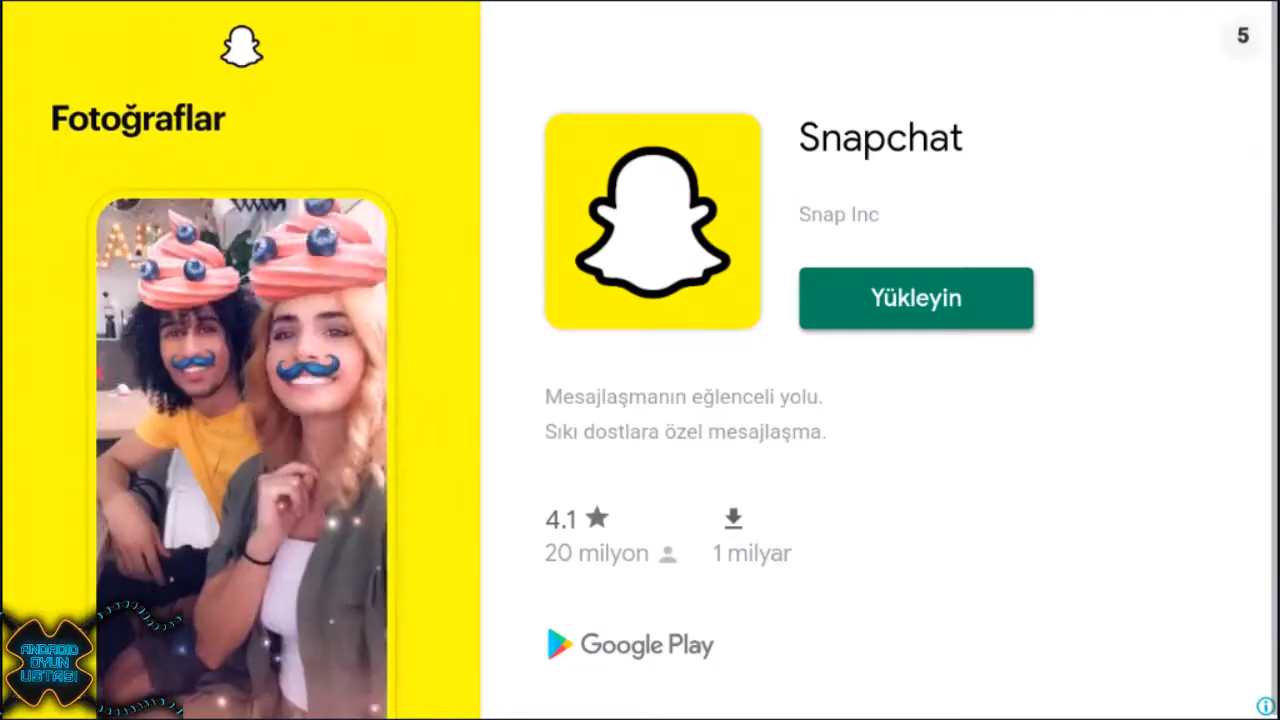 Fotoğraflar
5
Snapchat
Snap Inc
Yükleyin
Mesajlaşmanın eğlenceli yolu.
Sıkı dostlara özel mesajlaşma.
4.1
20 milyon
1 milyar
Google Play
ANDROID
OYUN
USTASI